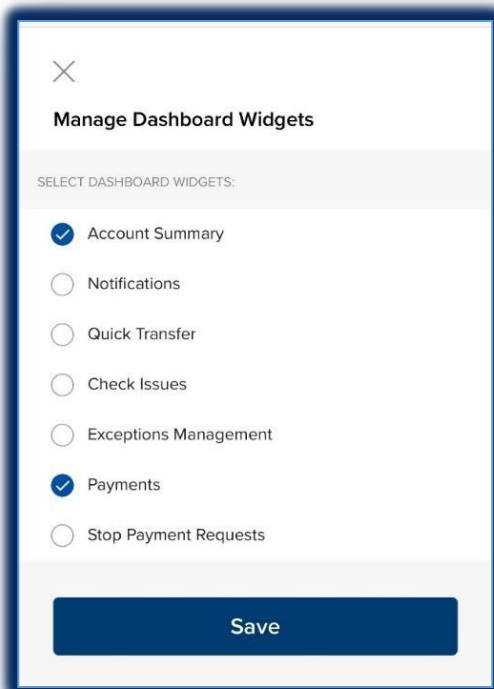 Manage Dashboard Widgets
SELECT DASHBOARD WIDGETS:
Account Summary
Notifications
Quick Transfer
Check Issues
Exceptions Management
Payments
Stop Payment Requests
Save